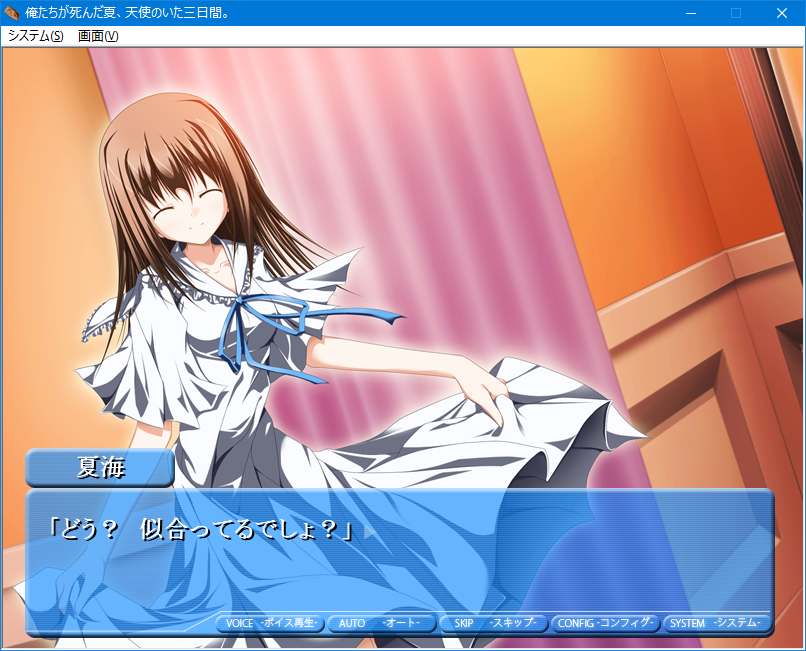 俺たちが死んだ夏、天使のいた三日間。
システム(S) 画面(V)
夏海
「どう？ 似合ってるでしょ？」
VOICE -ボイス再生- AUTO -オート- SKIP -スキップ- CONFIG -コンフィグ- SYSTEM -システム-